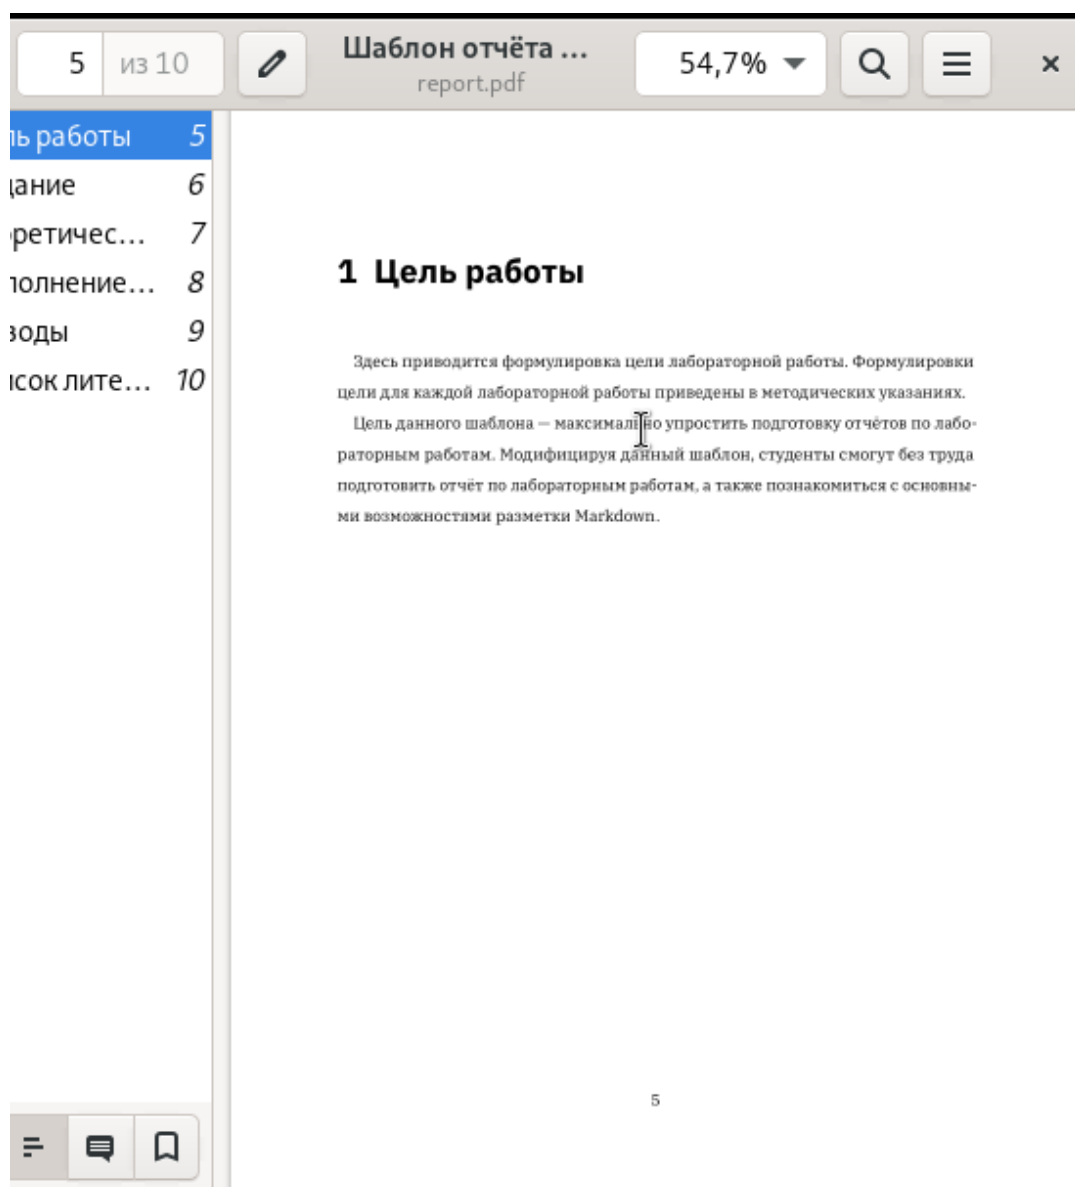 5 из 10
Шаблон отчёта ...
report.pdf
54,7%
ль работы 5
дание 6
ретичес... 7
полнение... 8
воды 9
сок лите... 10
1 Цель работы
Здесь приводится формулировка цели лабораторной работы. Формулировки
цели для каждой лабораторной работы приведены в методических указаниях.
Цель данного шаблона — максимально упростить подготовку отчётов по лабо-
раторным работам. Модифицируя данный шаблон, студенты смогут без труда
подготовить отчёт по лабораторным работам, а также познакомиться с основны-
ми возможностями разметки Markdown.
5